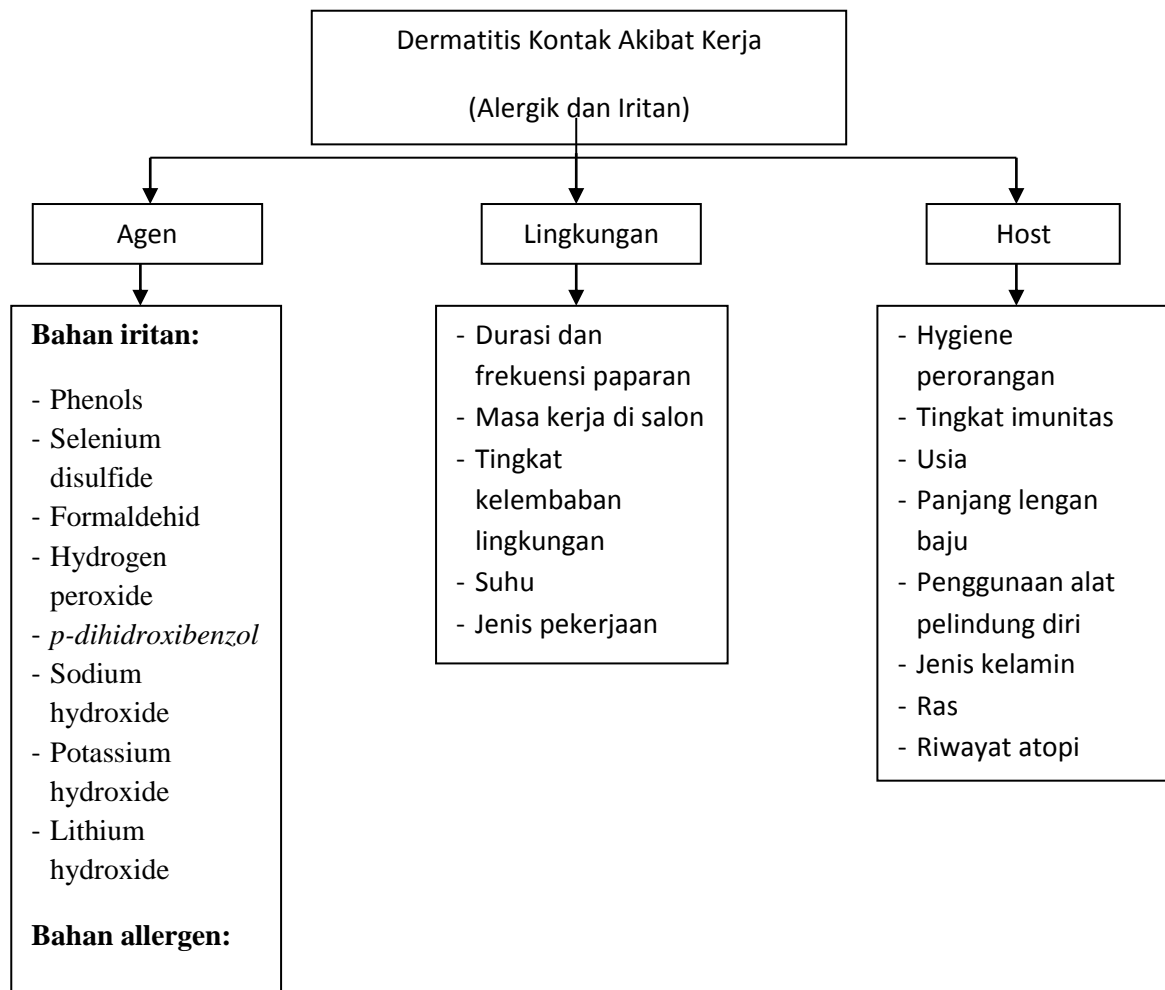 Dermatitis Kontak Akibat Kerja
(Alergik dan Iritan)
Agen
Lingkungan
Host
Bahan iritan:
- Phenols
- Selenium
disulfide
- Formaldehid
- Hydrogen
peroxide
- p-dihidroxibenzol
- Sodium
hydroxide
- Potassium
hydroxide
- Lithium
hydroxide
Bahan allergen:
- Durasi dan
frekuensi paparan
- Masa kerja di salon
- Tingkat
kelembaban
lingkungan
- Suhu
- Jenis pekerjaan
- Hygiene
perorangan
- Tingkat imunitas
- Usia
- Panjang lengan
baju
- Penggunaan alat
pelindung diri
- Jenis kelamin
- Ras
- Riwayat atopi